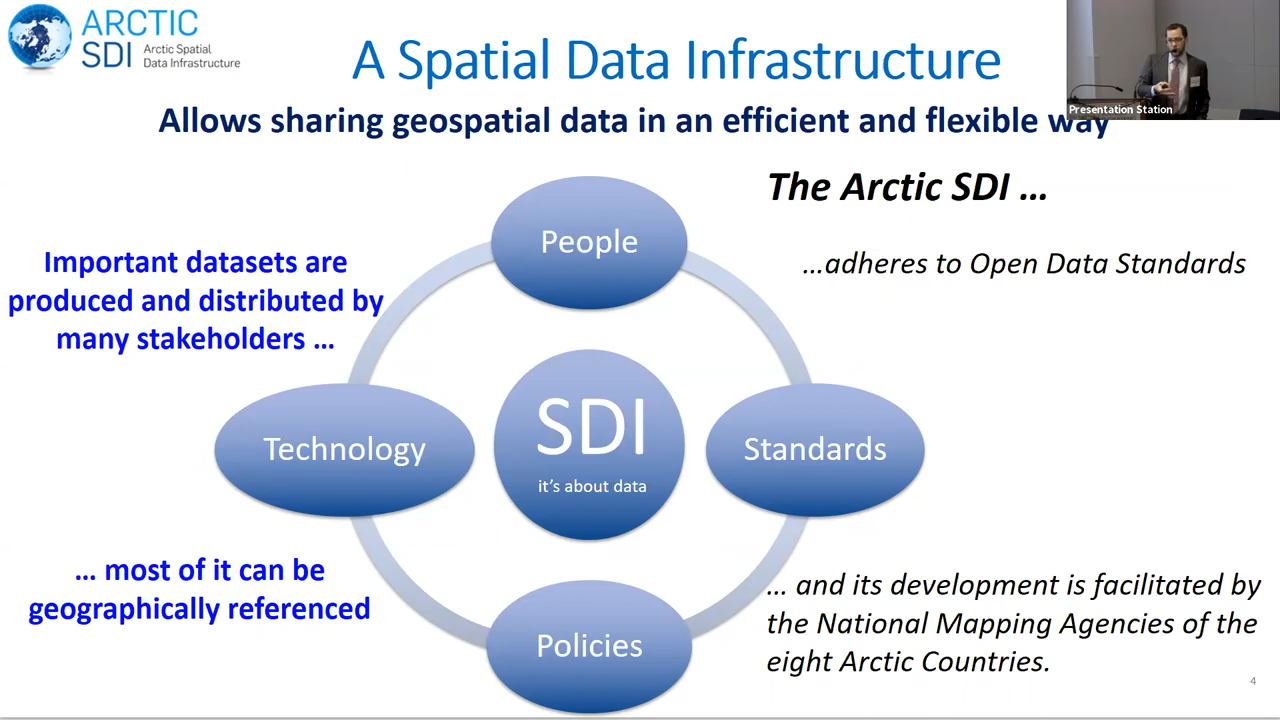 ARCTIC
SDI
Arctic Spatial
Data Infrastructure
A Spatial Data Infrastructure
Allows sharing geospatial data in an efficient and flexible way
Presentation Station
The Arctic SDI ...
...adheres to Open Data Standards
Important datasets are
produced and distributed by
many stakeholders ...
People
Technology
SDI
it's about data
Standards
Policies
... most of it can be
geographically referenced
... and its development is facilitated by
the National Mapping Agencies of the
eight Arctic Countries.
4